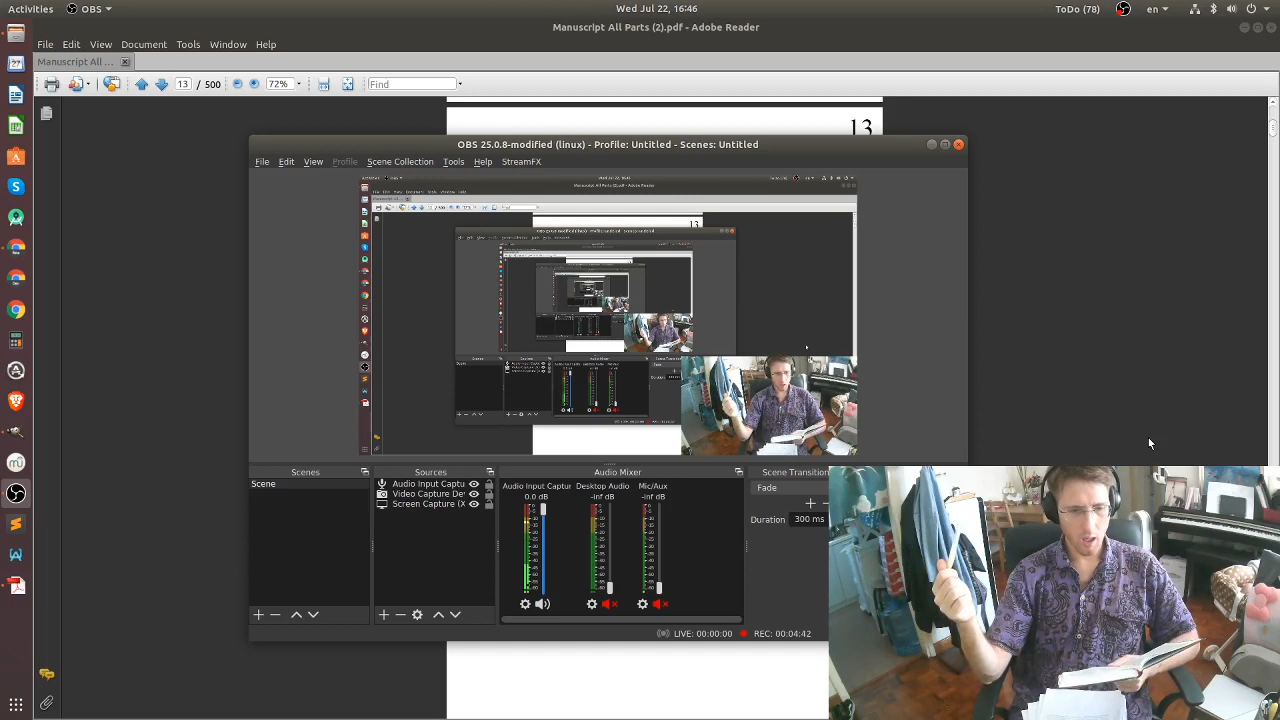 Activities OBS Wed Jul 22, 16:46 ToDo (78) en
Manuscript All Parts (2).pdf - Adobe Reader
File Edit View Document Tools Window Help
Manuscript All ...
13 / 500 72% Find
13
OBS 25.0.8-modified (linux) - Profile: Untitled - Scenes: Untitled
File Edit View Profile Scene Collection Tools Help StreamFX
13
Scenes Sources Audio Mixer Scene Transition
Scene
Audio Input Captu
Video Capture De
Screen Capture (X
Audio Input Captur Desktop Audio Mic/Aux
0.0 dB -inf dB -inf dB
Fade
Duration 300 ms
LIVE: 00:00:00 REC: 00:04:42